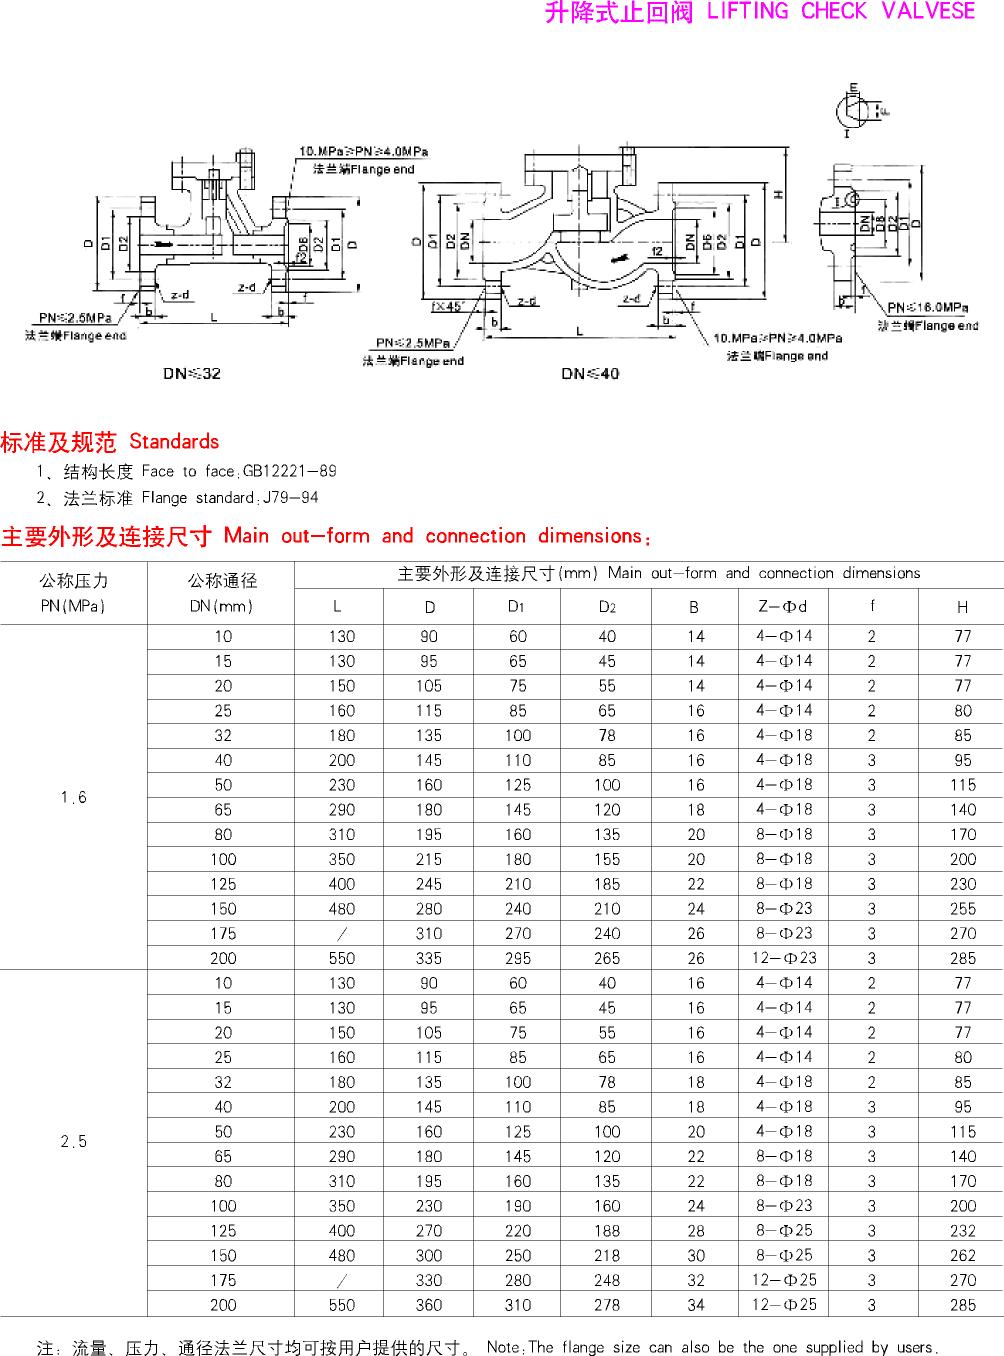 升降式止回阀 LIFTING CHECK VALVESE
E
F
I
10.MPa≥PN≥4.0MPa
法兰端Flange end
D D1 D2 f2 D6 D2 D1 D
z-d z-d
f b L b f
PN≤2.5MPa
法兰端Flange end
DN≤32
H
D D1 D2 DN f2 DN D6 D2 D1 D
f×45° z-d z-d
b L b f
PN≤2.5MPa
法兰端Flange end
10.MPa≥PN≥4.0MPa
法兰端Flange end
DN≤40
I
DN D6 D2 D1 D
b f
PN≤16.0MPa
法兰端Flange end
标准及规范 Standards
1、结构长度 Face to face:GB12221-89
2、法兰标准 Flange standard:J79-94
主要外形及连接尺寸 Main out-form and connection dimensions:
公称压力 PN(MPa) 公称通径 DN(mm) 主要外形及连接尺寸(mm) Main out-form and connection dimensions
L D D1 D2 B Z-Φd f H
1.6
10 130 90 60 40 14 4-Φ14 2 77
15 130 95 65 45 14 4-Φ14 2 77
20 150 105 75 55 14 4-Φ14 2 77
25 160 115 85 65 16 4-Φ14 2 80
32 180 135 100 78 16 4-Φ18 2 85
40 200 145 110 85 16 4-Φ18 3 95
50 230 160 125 100 16 4-Φ18 3 115
65 290 180 145 120 18 4-Φ18 3 140
80 310 195 160 135 20 8-Φ18 3 170
100 350 215 180 155 20 8-Φ18 3 200
125 400 245 210 185 22 8-Φ18 3 230
150 480 280 240 210 24 8-Φ23 3 255
175 / 310 270 240 26 8-Φ23 3 270
200 550 335 295 265 26 12-Φ23 3 285
2.5
10 130 90 60 40 16 4-Φ14 2 77
15 130 95 65 45 16 4-Φ14 2 77
20 150 105 75 55 16 4-Φ14 2 77
25 160 115 85 65 16 4-Φ14 2 80
32 180 135 100 78 18 4-Φ18 2 85
40 200 145 110 85 18 4-Φ18 3 95
50 230 160 125 100 20 4-Φ18 3 115
65 290 180 145 120 22 8-Φ18 3 140
80 310 195 160 135 22 8-Φ18 3 170
100 350 230 190 160 24 8-Φ23 3 200
125 400 270 220 188 28 8-Φ25 3 232
150 480 300 250 218 30 8-Φ25 3 262
175 / 330 280 248 32 12-Φ25 3 270
200 550 360 310 278 34 12-Φ25 3 285
注：流量、压力、通径法兰尺寸均可按用户提供的尺寸。 Note:The flange size can also be the one supplied by users.